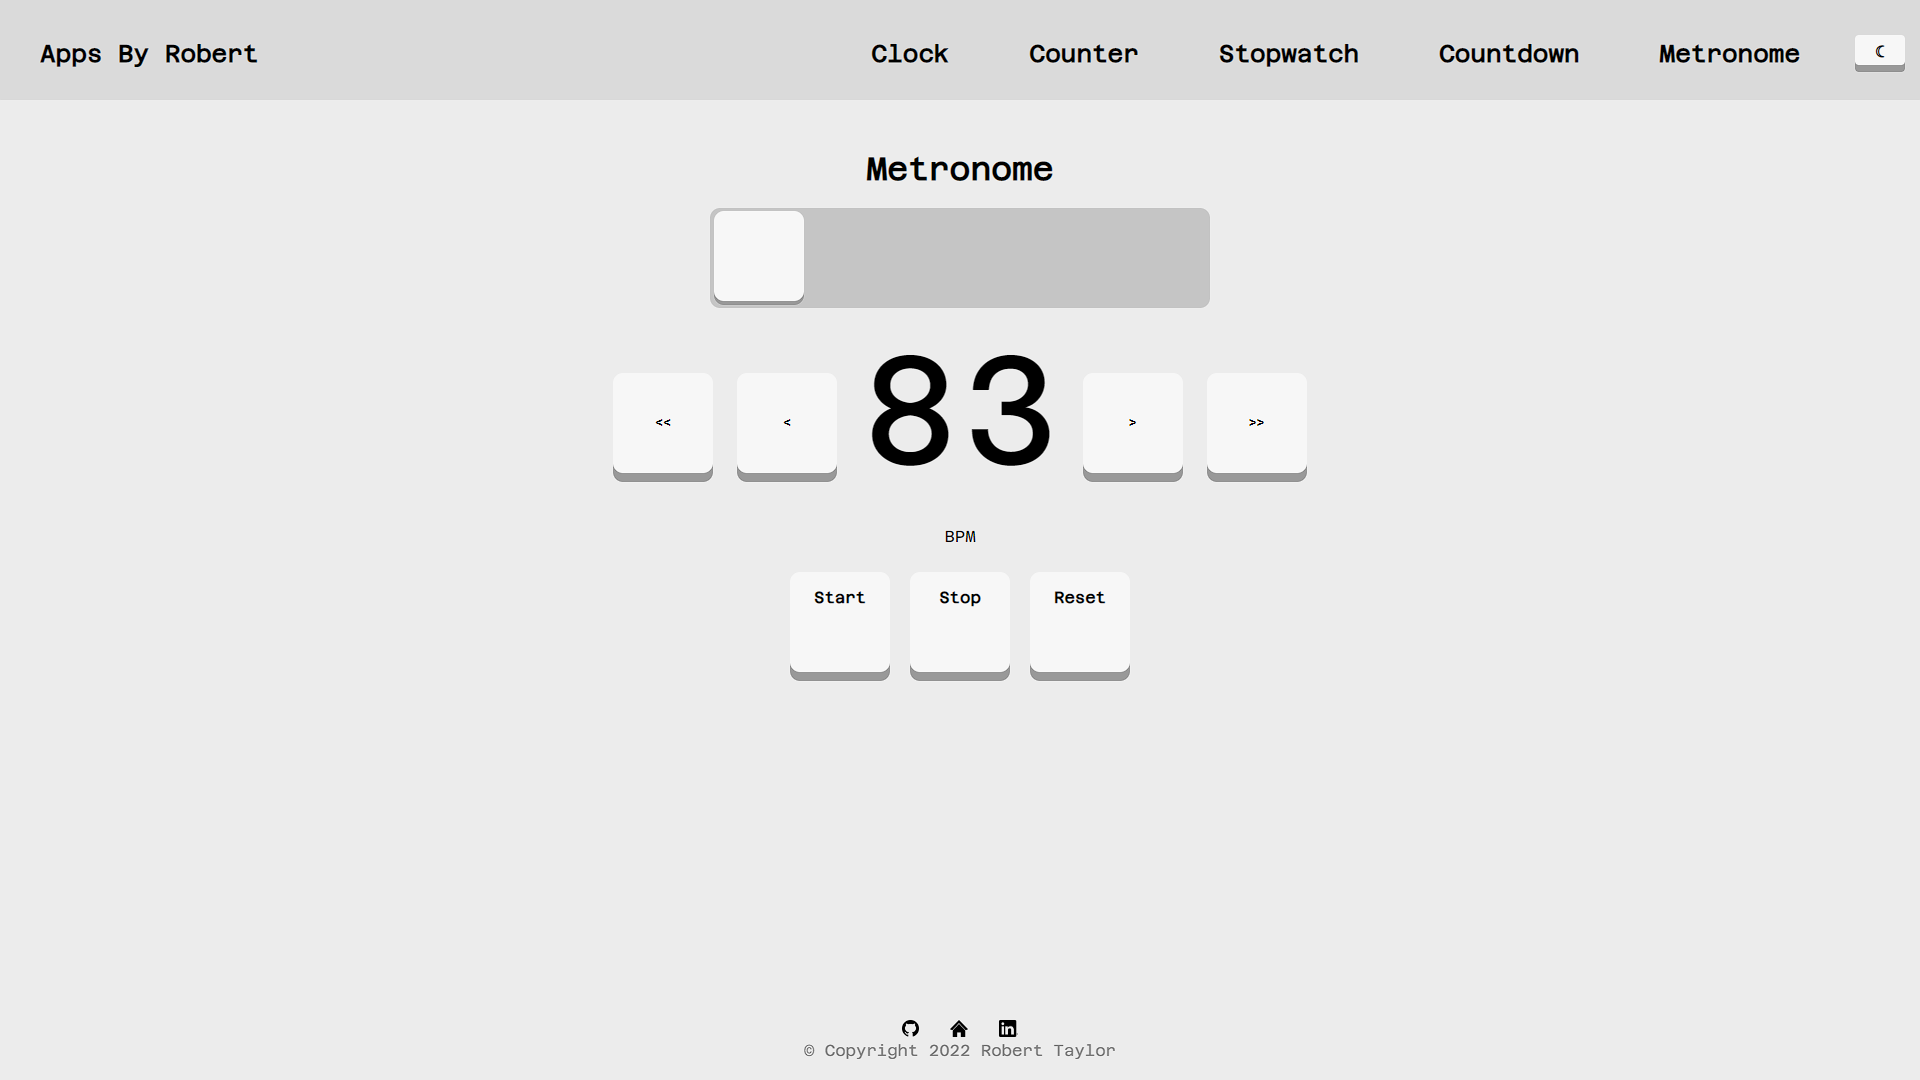 Apps By Robert Clock Counter Stopwatch Countdown Metronome ☾
Metronome
<< < 83 > >>
BPM
Start Stop Reset
© Copyright 2022 Robert Taylor